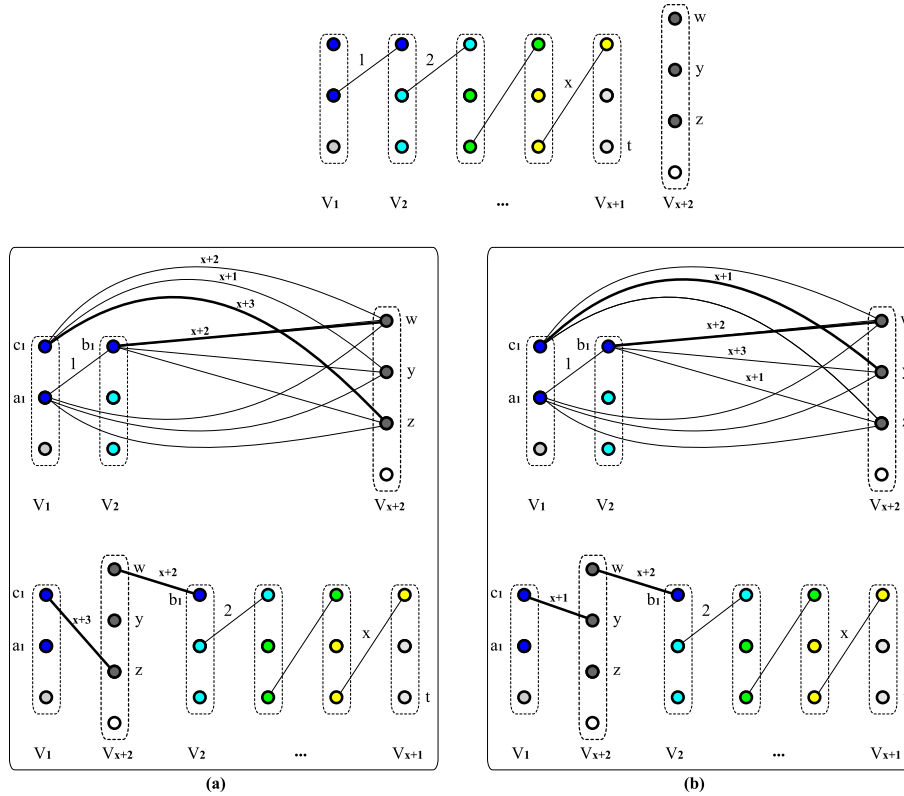 w
1 2 y
x
z
t
V1 V2 ... Vx+1 Vx+2
x+2
x+1
x+3
w
c1 b1 x+2
1 y
a1
z
V1 V2 Vx+2
w x+2
c1 b1 2
x+3 y x
a1
z t
V1 Vx+2 V2 ... Vx+1
(a)
x+1
w
c1 b1 x+2
x+3 y
1 x+1
a1
z
V1 V2 Vx+2
w x+2
c1 x+1 b1 2
y x
a1
z
V1 Vx+2 V2 ... Vx+1
(b)